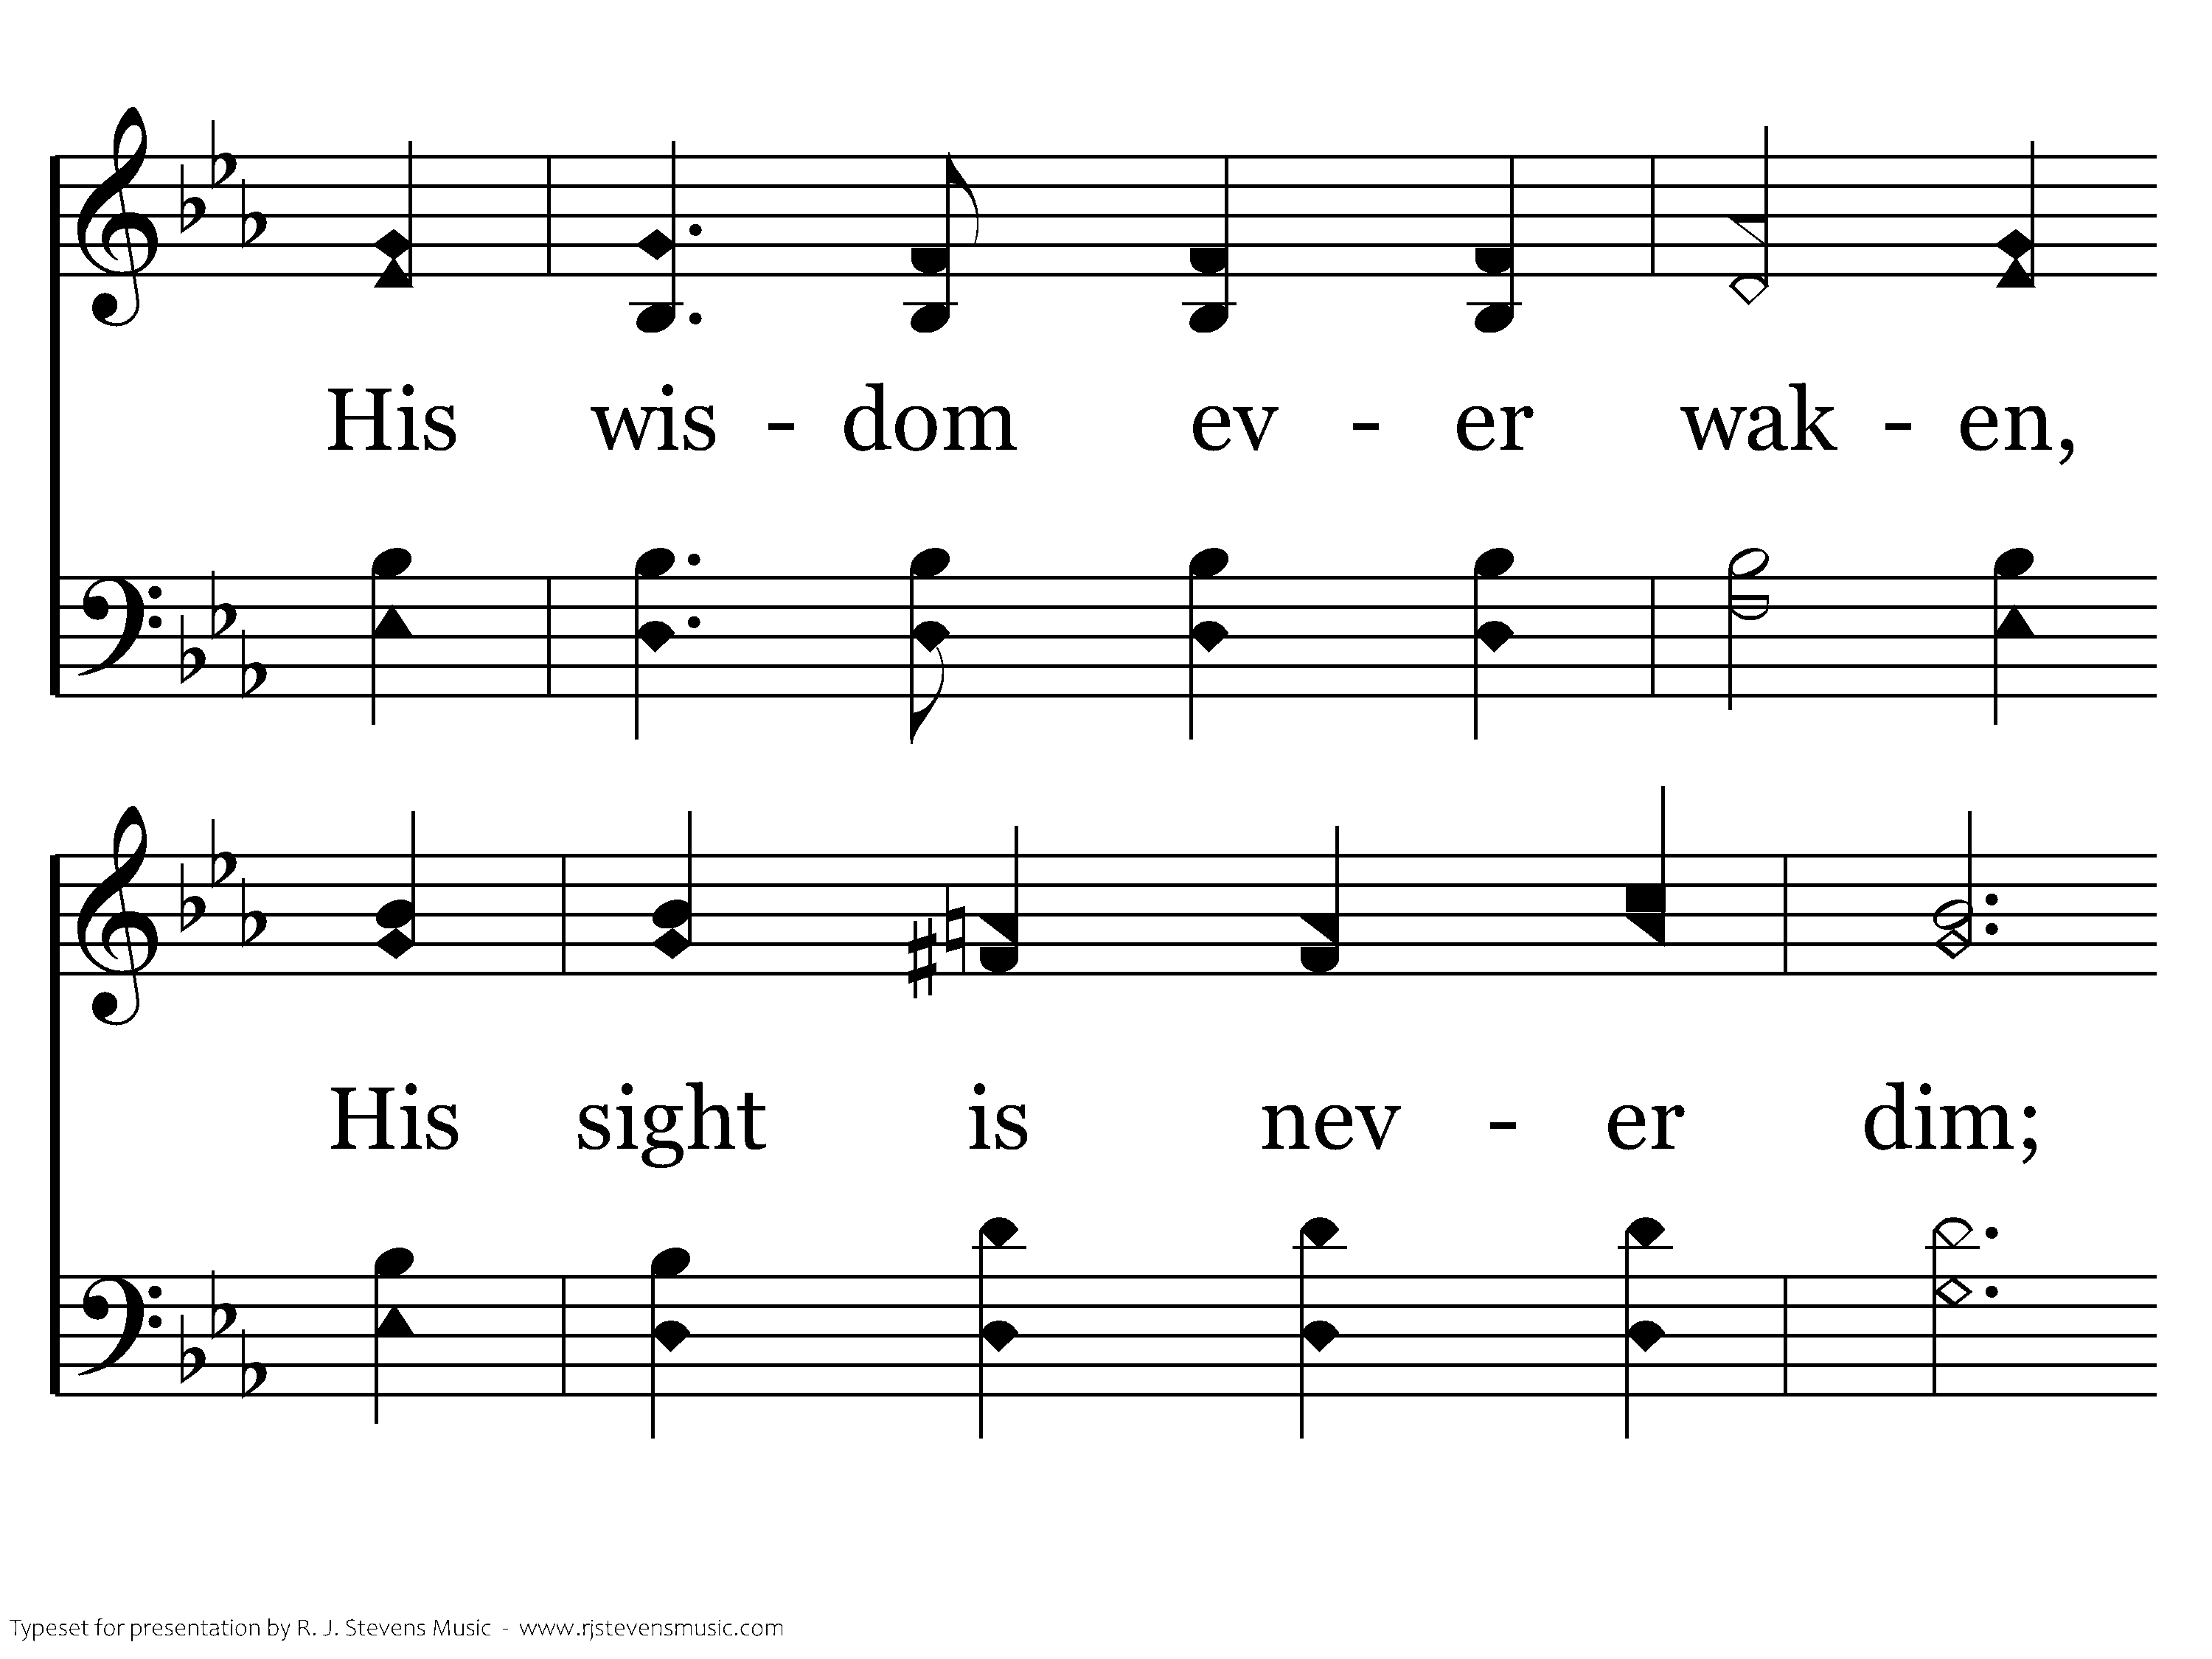 His wis - dom ev - er wak - en,
His sight is nev - er dim;
Typeset for presentation by R. J. Stevens Music - www.rjstevensmusic.com